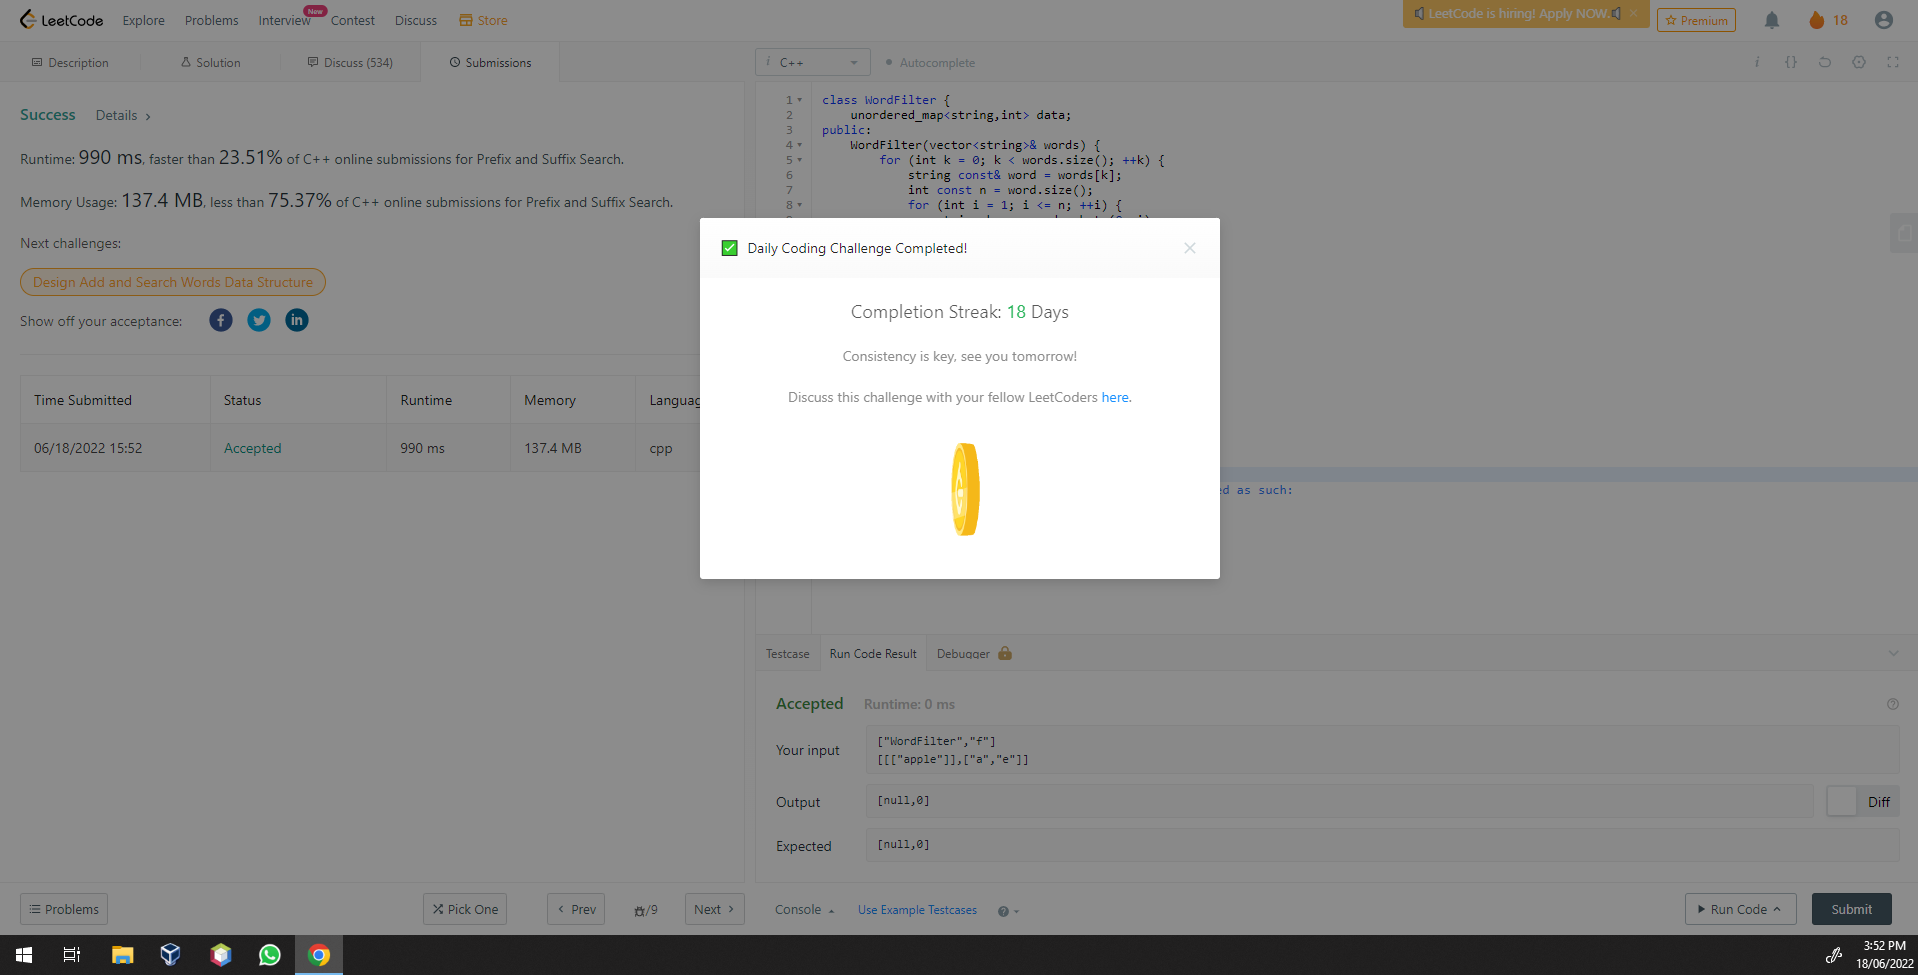 LeetCode
Explore
Problems
Interview
New
Contest
Discuss
Store
LeetCode is hiring! Apply NOW.
Premium
18
Description
Solution
Discuss (534)
Submissions
i C++
Autocomplete
Success
Details
Runtime: 990 ms, faster than 23.51% of C++ online submissions for Prefix and Suffix Search.
Memory Usage: 137.4 MB, less than 75.37% of C++ online submissions for Prefix and Suffix Search.
Next challenges:
Design Add and Search Words Data Structure
Show off your acceptance:
Time Submitted Status Runtime Memory Languag
06/18/2022 15:52 Accepted 990 ms 137.4 MB cpp
1 class WordFilter {
2 unordered_map<string,int> data;
3 public:
4 WordFilter(vector<string>& words) {
5 for (int k = 0; k < words.size(); ++k) {
6 string const& word = words[k];
7 int const n = word.size();
8 for (int i = 1; i <= n; ++i) {
Daily Coding Challenge Completed!
Completion Streak: 18 Days
Consistency is key, see you tomorrow!
Discuss this challenge with your fellow LeetCoders here.
ed as such:
Testcase
Run Code Result
Debugger
Accepted
Runtime: 0 ms
Your input
["WordFilter","f"]
[[["apple"]],["a","e"]]
Output
[null,0]
Diff
Expected
[null,0]
Problems
Pick One
Prev
/9
Next
Console
Use Example Testcases
Run Code
Submit
3:52 PM
18/06/2022